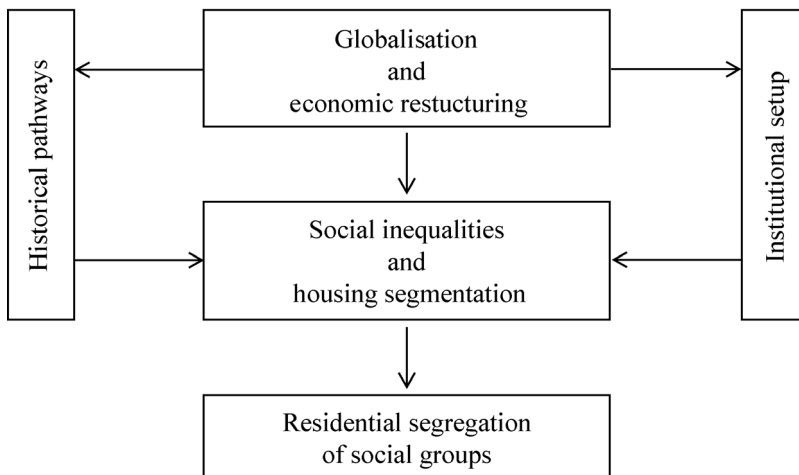 Globalisation
and
economic restucturing
Historical pathways
Institutional setup
Social inequalities
and
housing segmentation
Residential segregation
of social groups